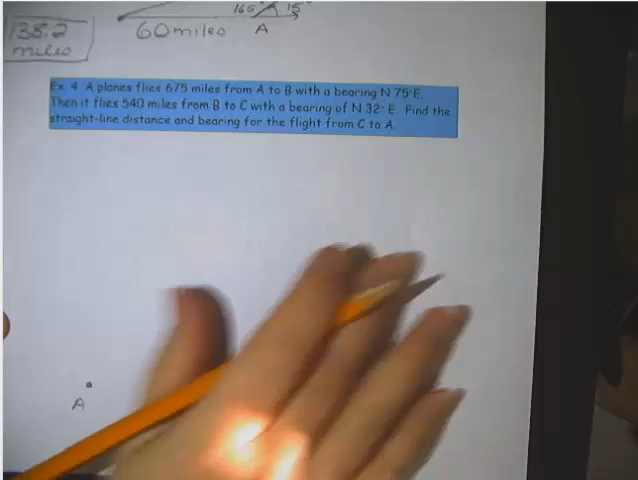 165° 15°
138.2 60 miles A
miles
Ex. 4 A planes flies 675 miles from A to B with a bearing N 75° E.
Then it flies 540 miles from B to C with a bearing of N 32° E. Find the
straight-line distance and bearing for the flight from C to A.
A